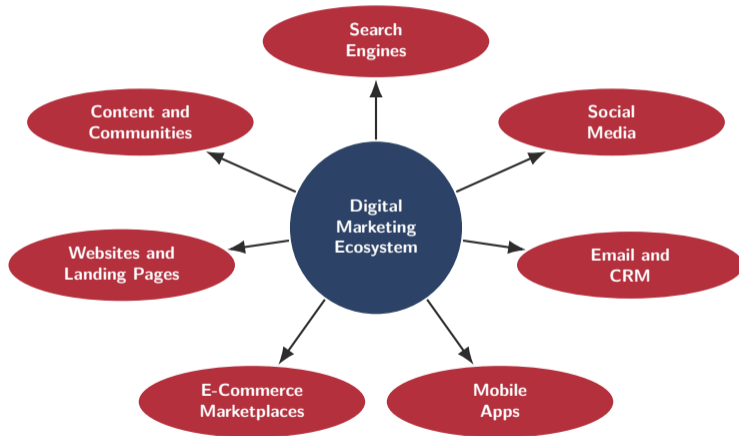 Search
Engines
Content and
Communities
Social
Media
Digital
Marketing
Ecosystem
Websites and
Landing Pages
Email and
CRM
E-Commerce
Marketplaces
Mobile
Apps